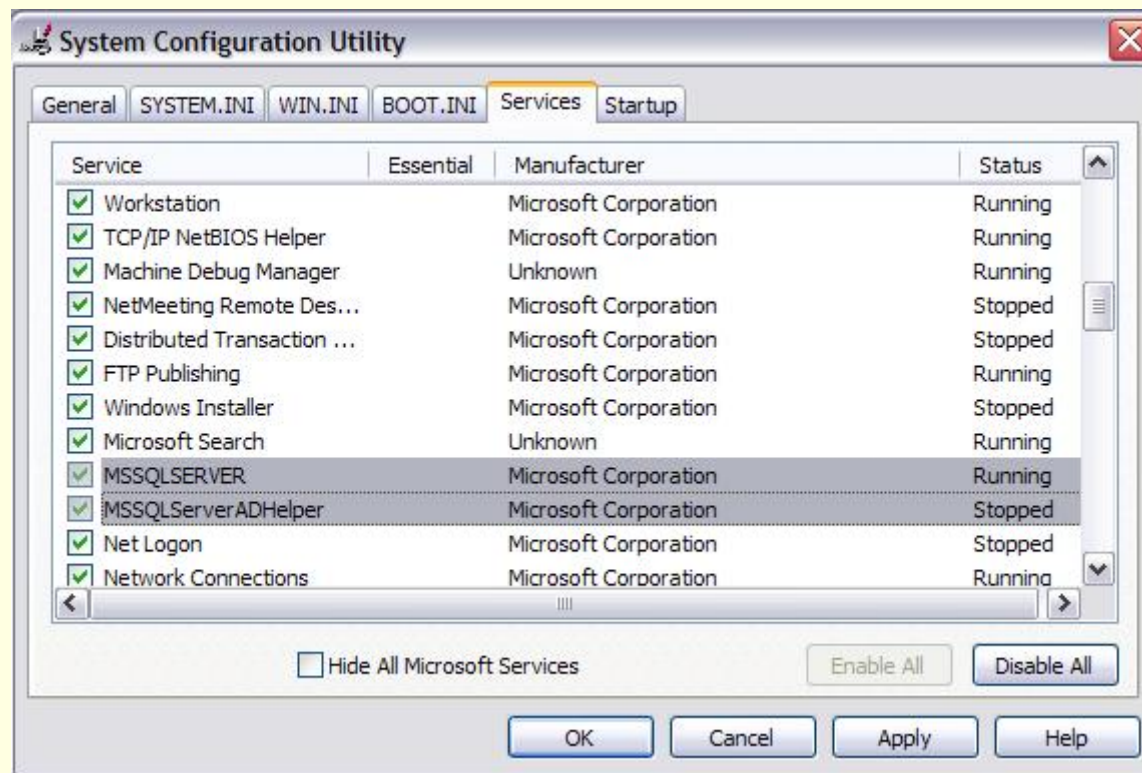 System Configuration Utility
General SYSTEM.INI WIN.INI BOOT.INI Services Startup
Service Essential Manufacturer Status
Workstation Microsoft Corporation Running
TCP/IP NetBIOS Helper Microsoft Corporation Running
Machine Debug Manager Unknown Running
NetMeeting Remote Des... Microsoft Corporation Stopped
Distributed Transaction ... Microsoft Corporation Stopped
FTP Publishing Microsoft Corporation Running
Windows Installer Microsoft Corporation Stopped
Microsoft Search Unknown Running
MSSQLSERVER Microsoft Corporation Running
MSSQLServerADHelper Microsoft Corporation Stopped
Net Logon Microsoft Corporation Stopped
Network Connections Microsoft Corporation Running
Hide All Microsoft Services Enable All Disable All
OK Cancel Apply Help